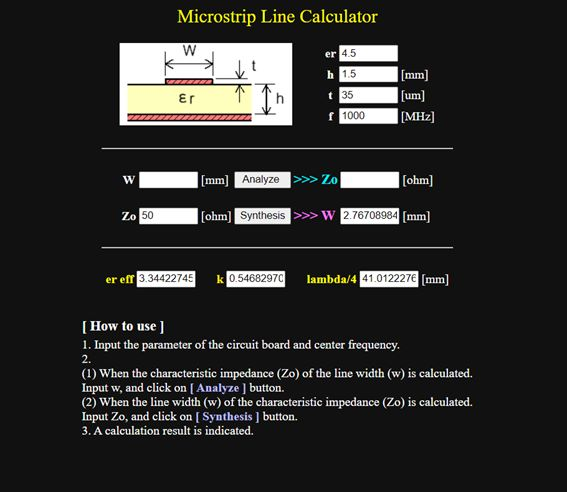 Microstrip Line Calculator
W
t
εr
h
er 4.5
h 1.5 [mm]
t 35 [um]
f 1000 [MHz]
W [mm] Analyze >>> Zo [ohm]
Zo 50 [ohm] Synthesis >>> W 2.76708984 [mm]
er eff 3.34422745 k 0.54682970 lambda/4 41.0122276 [mm]
[ How to use ]
1. Input the parameter of the circuit board and center frequency.
2.
(1) When the characteristic impedance (Zo) of the line width (w) is calculated.
Input w, and click on [ Analyze ] button.
(2) When the line width (w) of the characteristic impedance (Zo) is calculated.
Input Zo, and click on [ Synthesis ] button.
3. A calculation result is indicated.